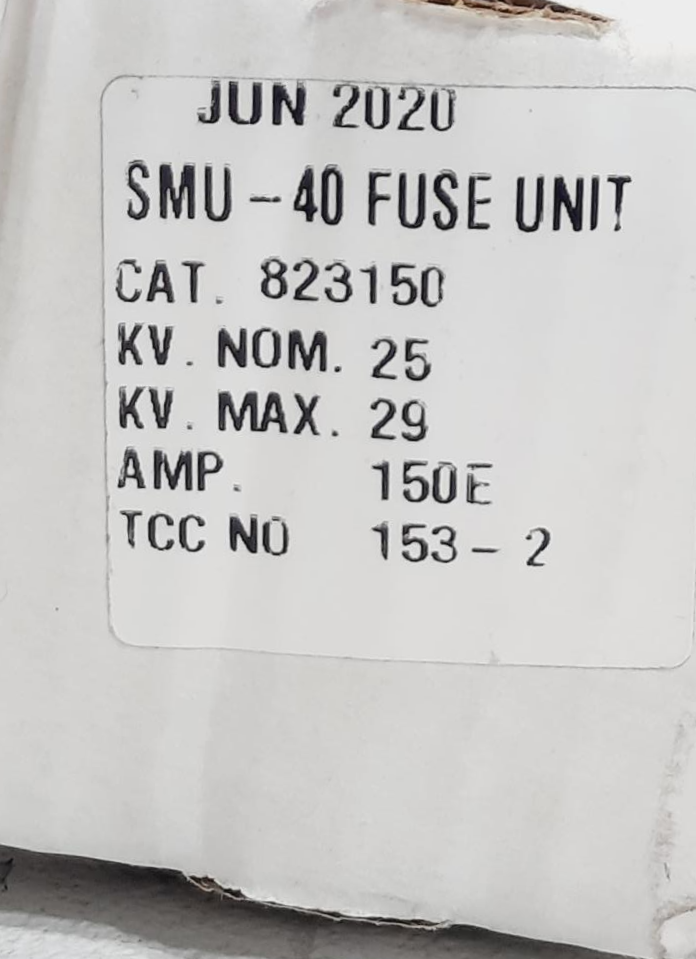 JUN 2020
SMU - 40 FUSE UNIT
CAT. 823150
KV. NOM. 25
KV. MAX. 29
AMP. 150E
TCC NO 153 - 2